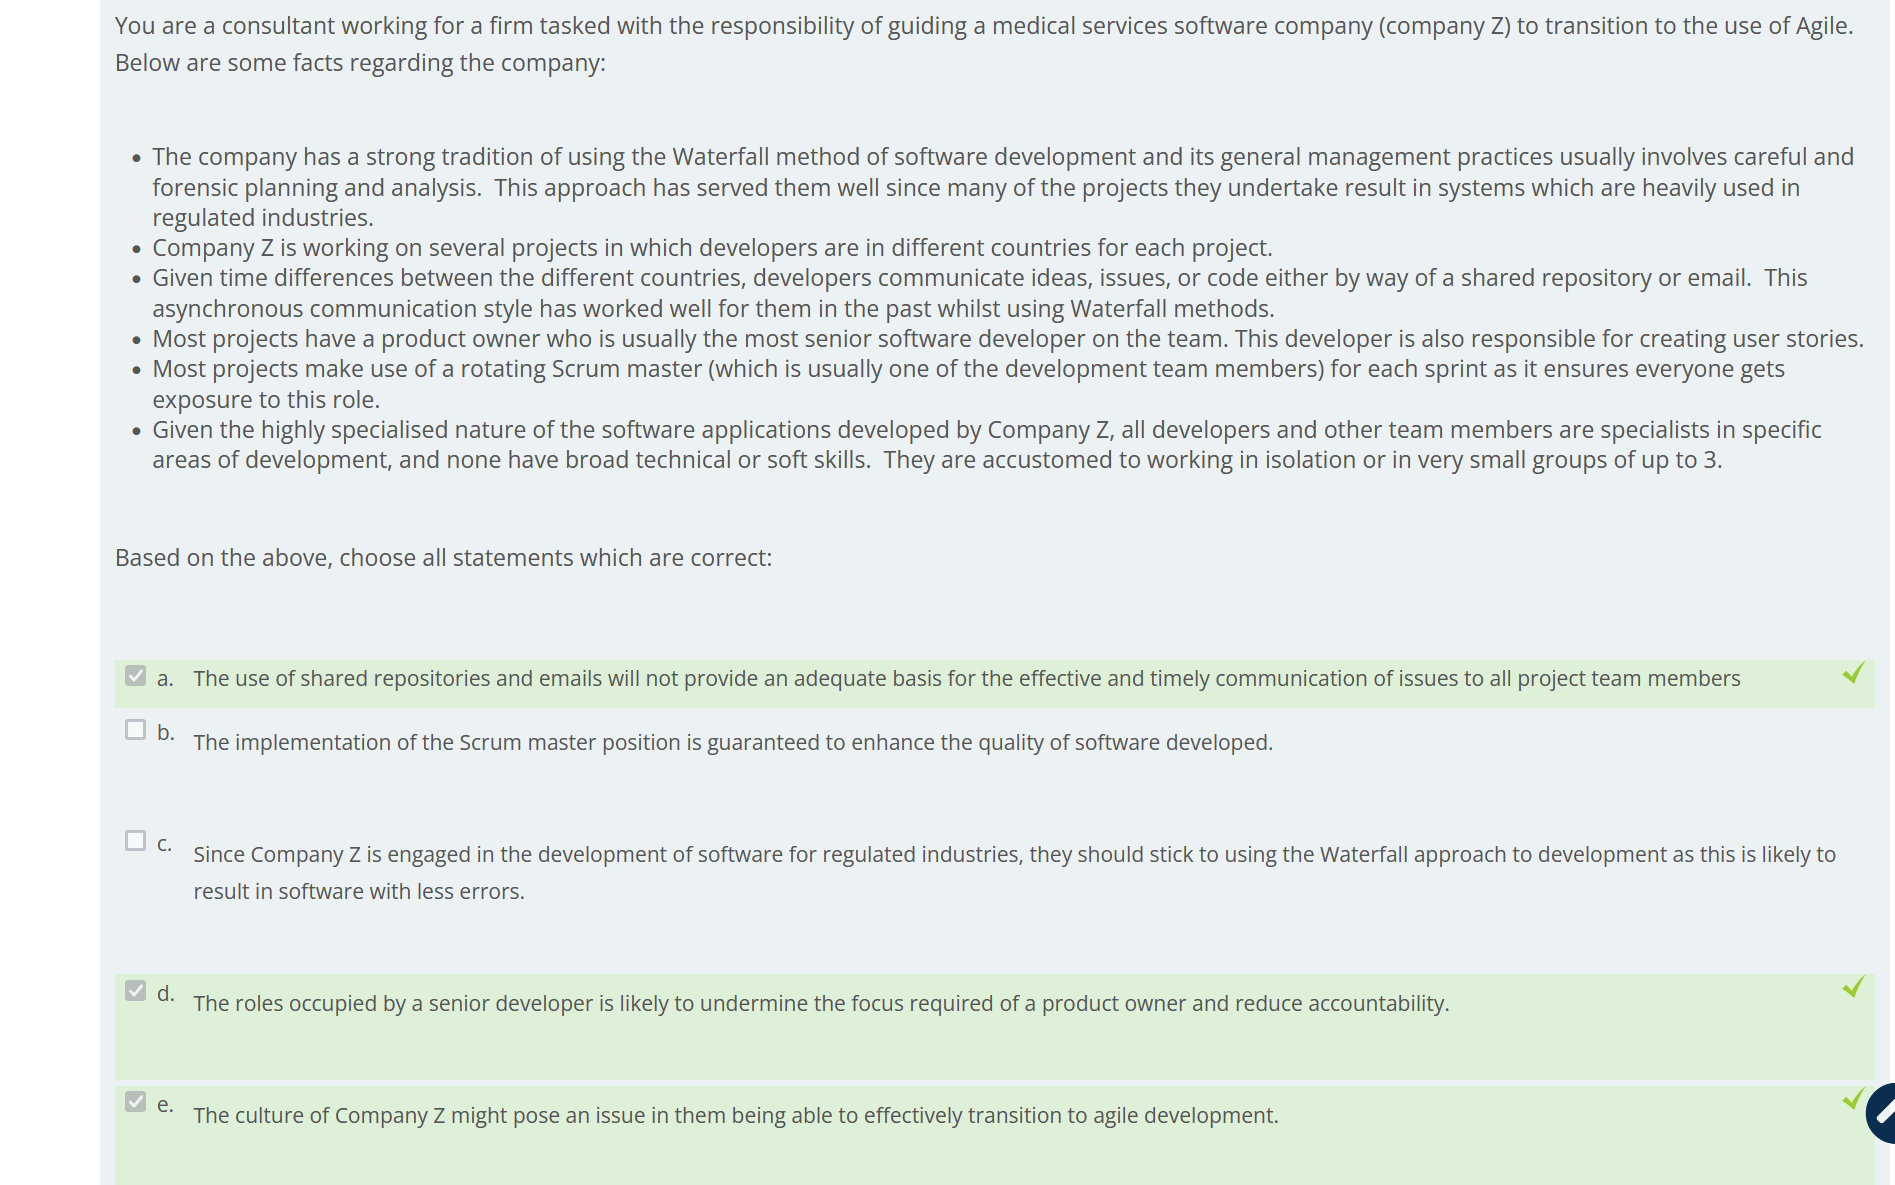 You are a consultant working for a firm tasked with the responsibility of guiding a medical services software company (company Z) to transition to the use of Agile.
Below are some facts regarding the company:
• The company has a strong tradition of using the Waterfall method of software development and its general management practices usually involves careful and
forensic planning and analysis.  This approach has served them well since many of the projects they undertake result in systems which are heavily used in
regulated industries.
• Company Z is working on several projects in which developers are in different countries for each project.
• Given time differences between the different countries, developers communicate ideas, issues, or code either by way of a shared repository or email.  This
asynchronous communication style has worked well for them in the past whilst using Waterfall methods.
• Most projects have a product owner who is usually the most senior software developer on the team. This developer is also responsible for creating user stories.
• Most projects make use of a rotating Scrum master (which is usually one of the development team members) for each sprint as it ensures everyone gets
exposure to this role.
• Given the highly specialised nature of the software applications developed by Company Z, all developers and other team members are specialists in specific
areas of development, and none have broad technical or soft skills.  They are accustomed to working in isolation or in very small groups of up to 3.
Based on the above, choose all statements which are correct:
a. The use of shared repositories and emails will not provide an adequate basis for the effective and timely communication of issues to all project team members
b. The implementation of the Scrum master position is guaranteed to enhance the quality of software developed.
c. Since Company Z is engaged in the development of software for regulated industries, they should stick to using the Waterfall approach to development as this is likely to
result in software with less errors.
d. The roles occupied by a senior developer is likely to undermine the focus required of a product owner and reduce accountability.
e. The culture of Company Z might pose an issue in them being able to effectively transition to agile development.